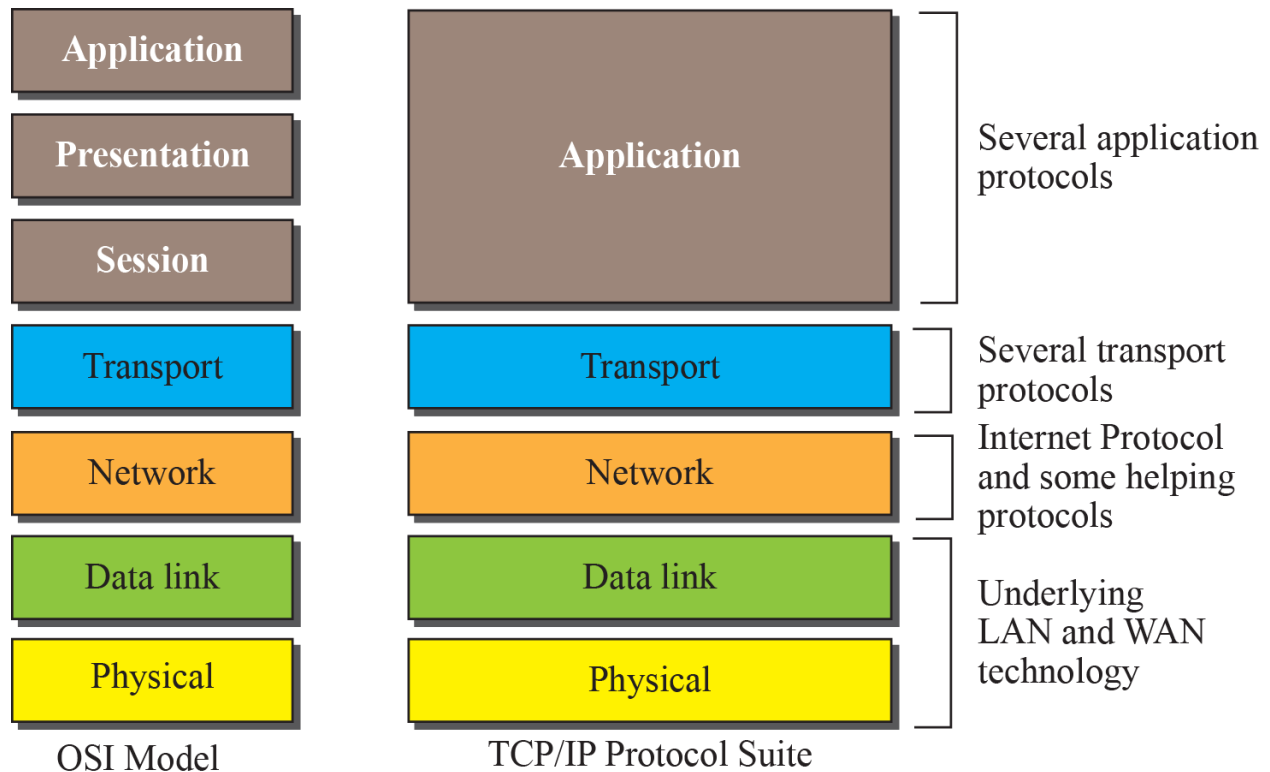 Application
Presentation
Session
Transport
Network
Data link
Physical
OSI Model
Application
Transport
Network
Data link
Physical
TCP/IP Protocol Suite
Several application
protocols
Several transport
protocols
Internet Protocol
and some helping
protocols
Underlying
LAN and WAN
technology